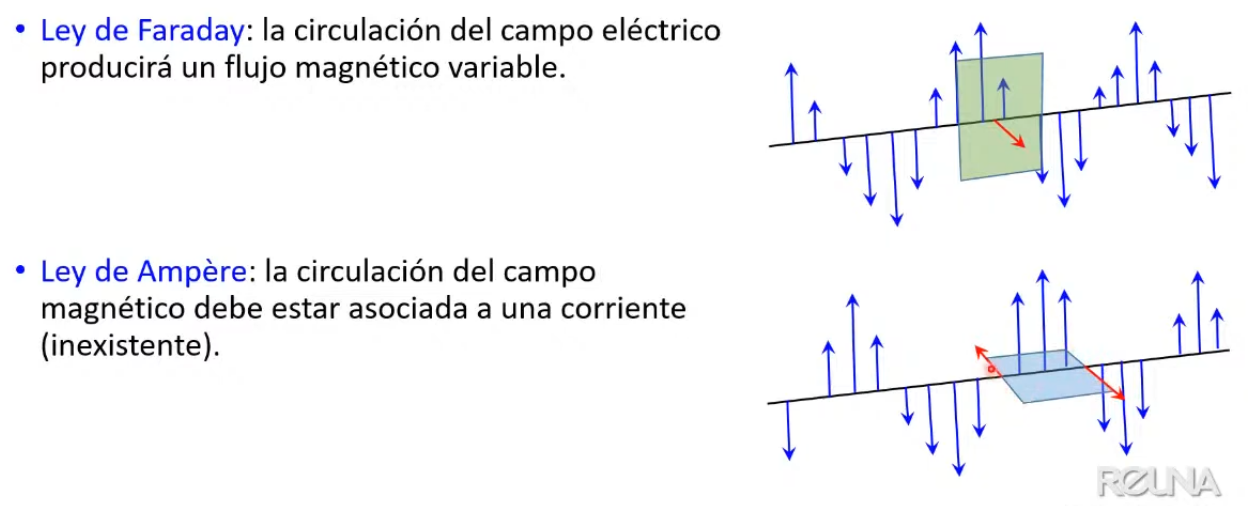 • Ley de Faraday: la circulación del campo eléctrico
producirá un flujo magnético variable.
• Ley de Ampère: la circulación del campo
magnético debe estar asociada a una corriente
(inexistente).
REUNA